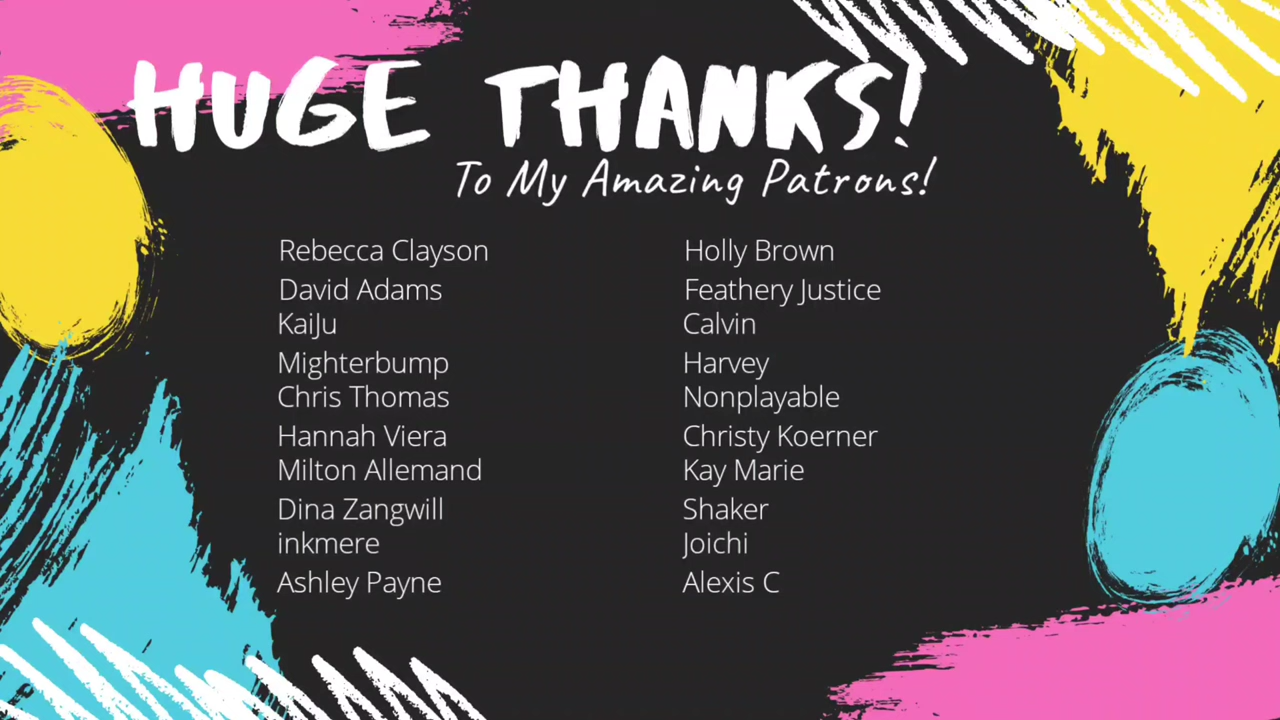 HUGE THANKS!
To My Amazing Patrons!
Rebecca Clayson
David Adams
KaiJu
Mighterbump
Chris Thomas
Hannah Viera
Milton Allemand
Dina Zangwill
inkmere
Ashley Payne
Holly Brown
Feathery Justice
Calvin
Harvey
Nonplayable
Christy Koerner
Kay Marie
Shaker
Joichi
Alexis C